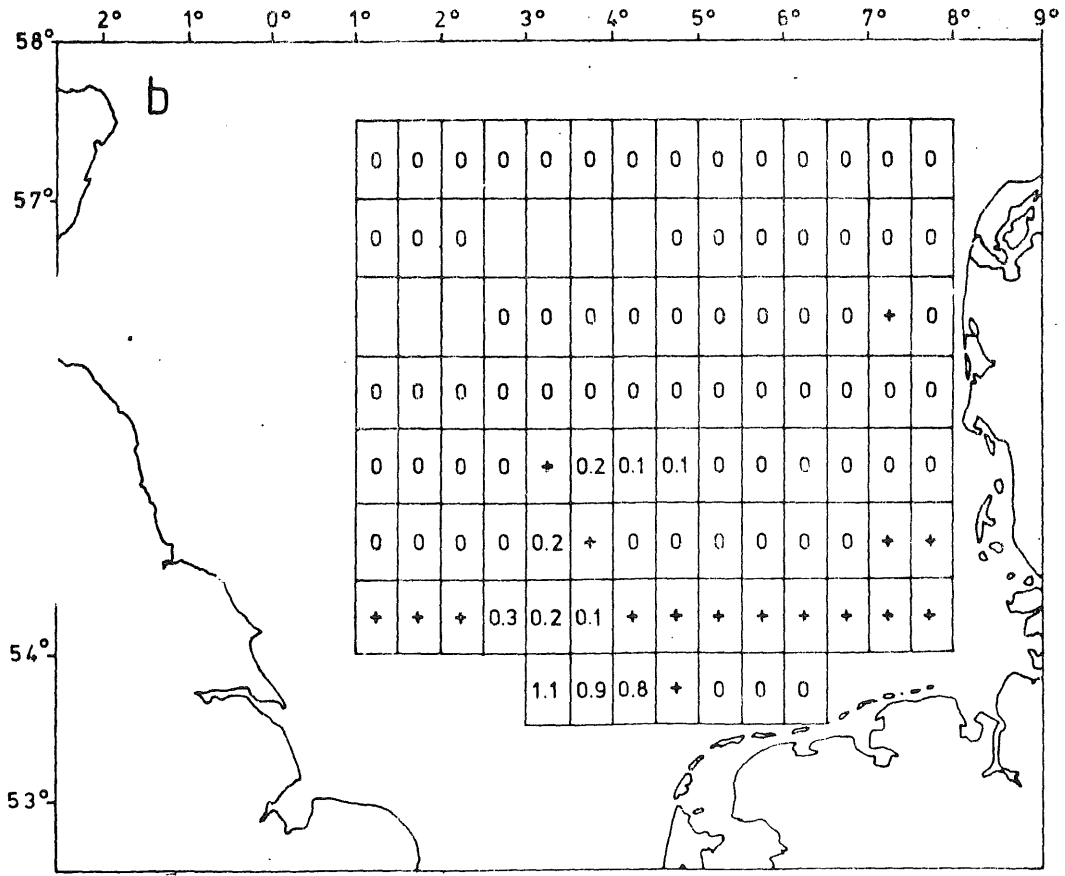 2° 1° 0° 1° 2° 3° 4° 5° 6° 7° 8° 9°
58°
b
0 0 0 0 0 0 0 0 0 0 0 0 0 0
57°
0 0 0 0 0 0 0 0 0 0
0 0 0 0 0 0 0 0 0 + 0
0 0 0 0 0 0 0 0 0 0 0 0 0 0
0 0 0 0 + 0.2 0.1 0.1 0 0 0 0 0 0
0 0 0 0 0.2 + 0 0 0 0 0 0 + +
+ + + 0.3 0.2 0.1 + + + + + + + +
54°
1.1 0.9 0.8 + 0 0 0
53°